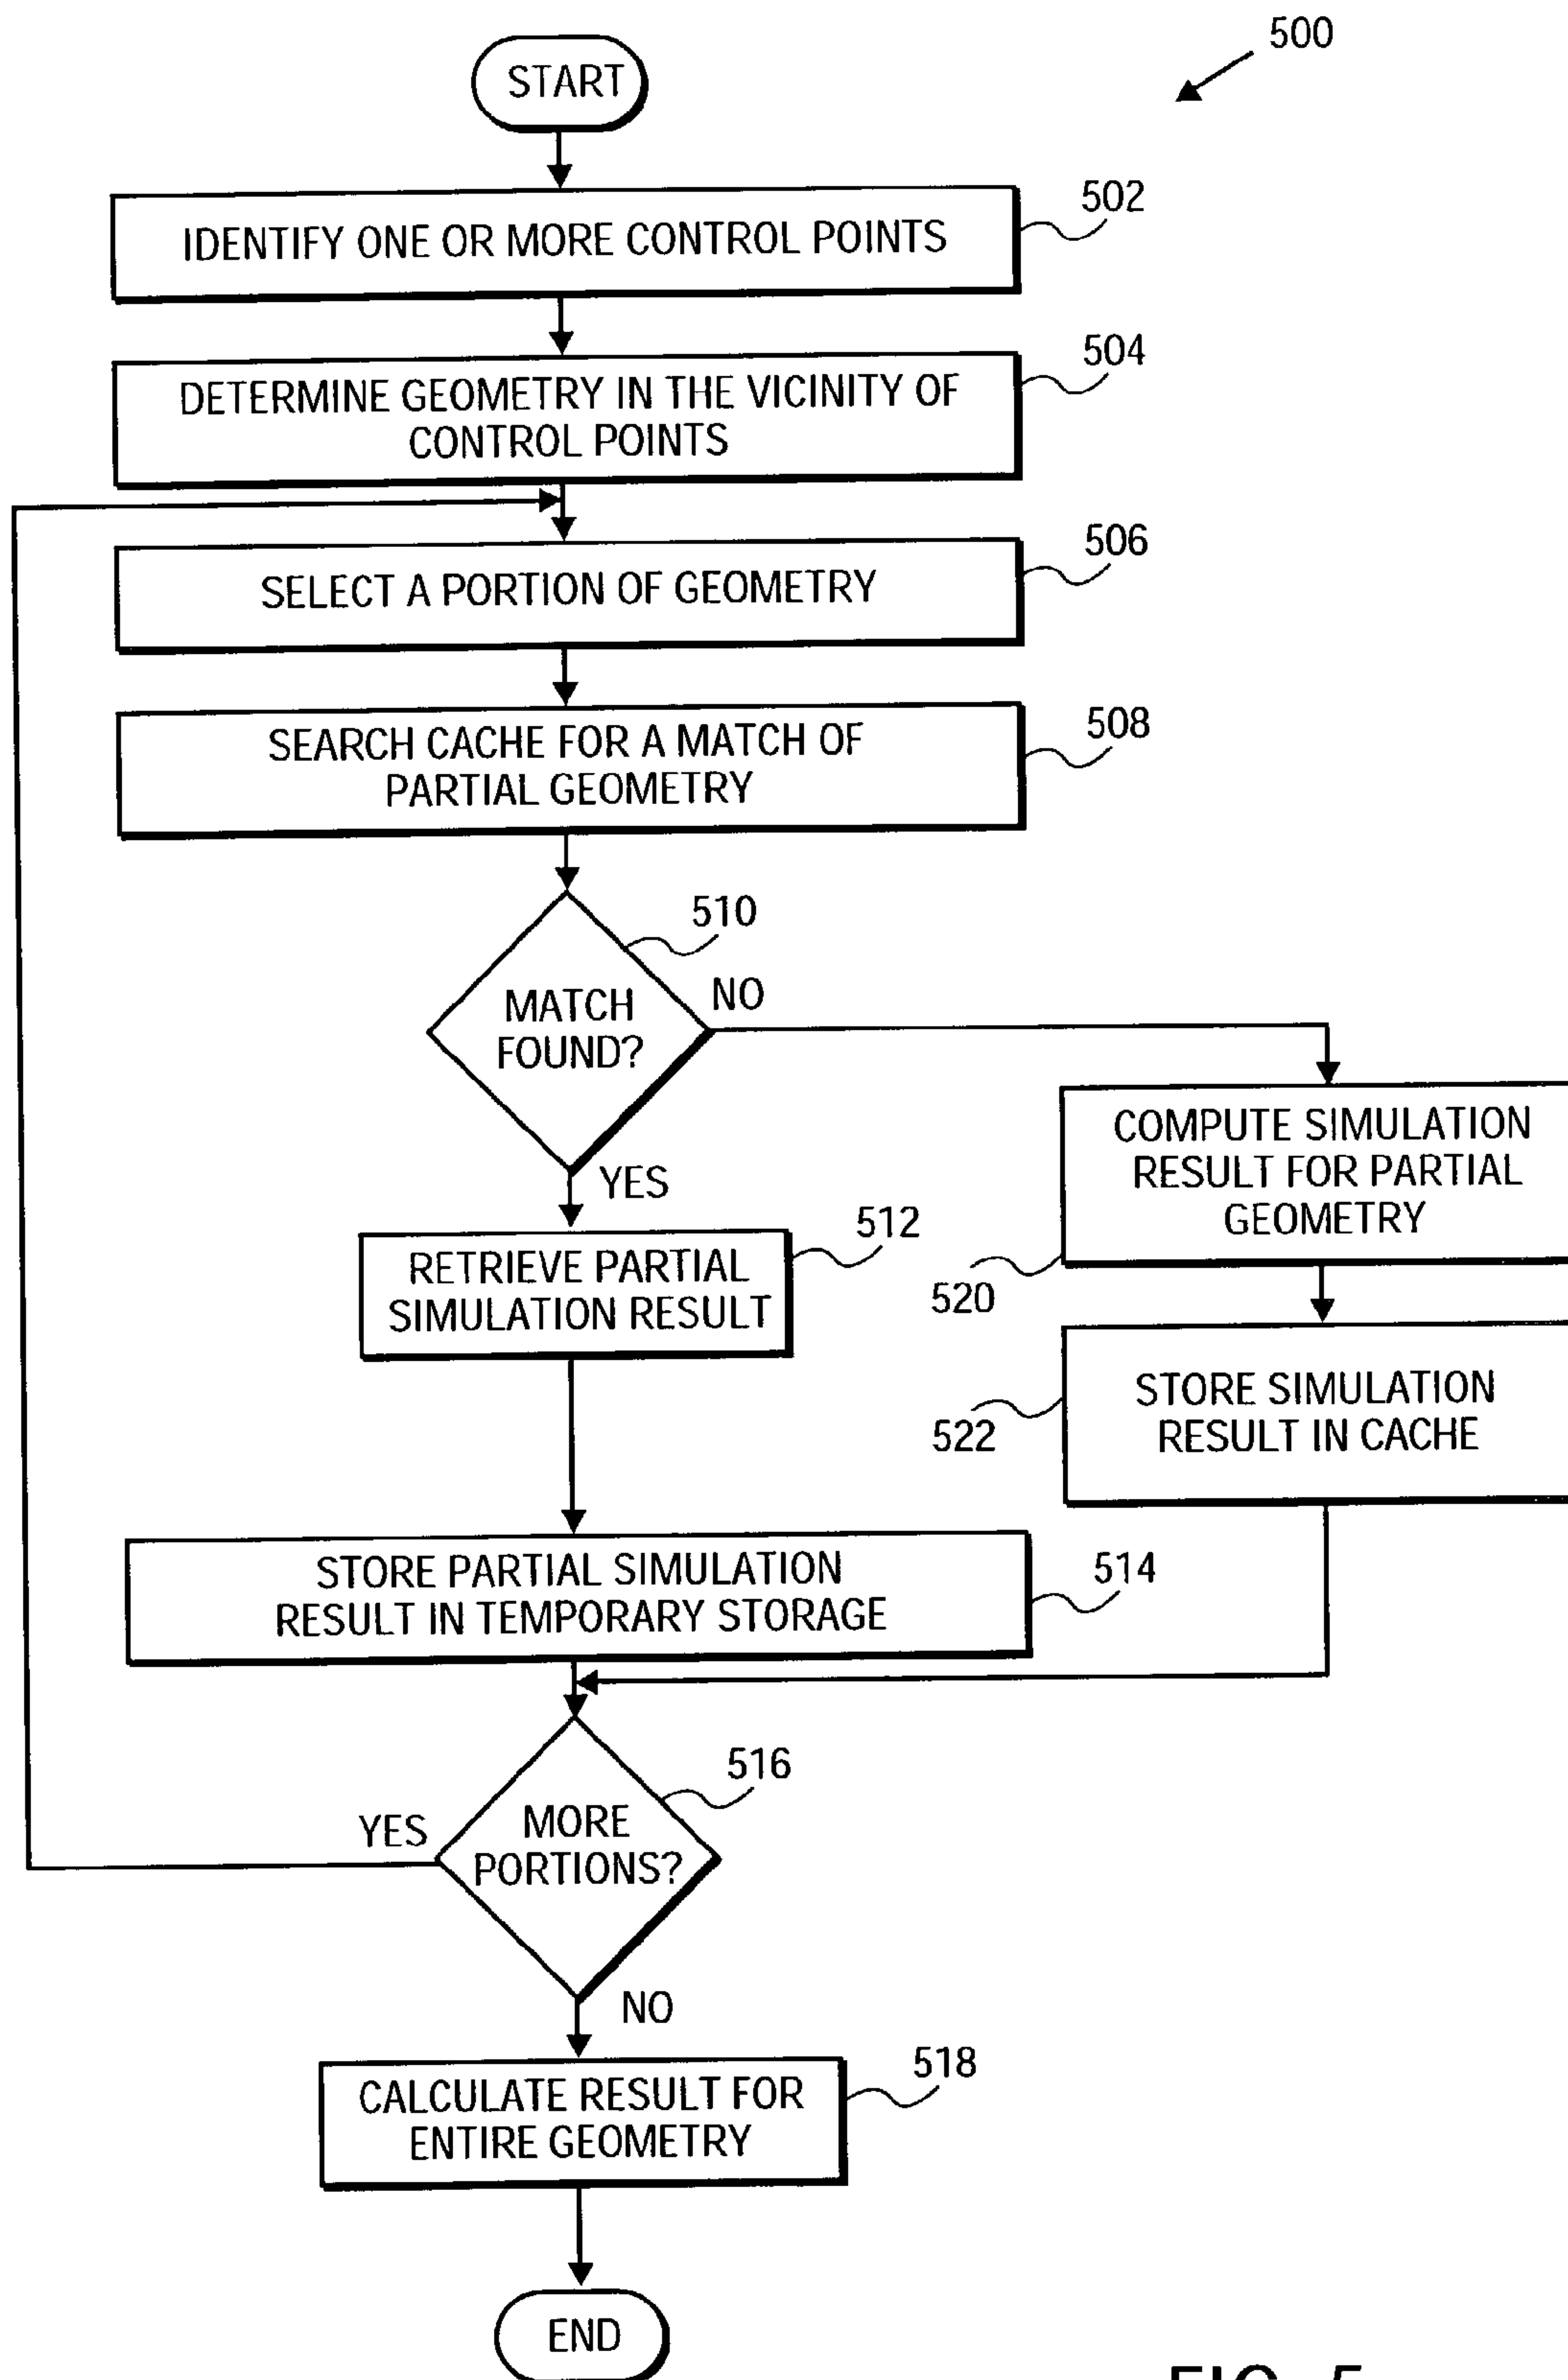 500
START
IDENTIFY ONE OR MORE CONTROL POINTS
502
DETERMINE GEOMETRY IN THE VICINITY OF
CONTROL POINTS
504
SELECT A PORTION OF GEOMETRY
506
SEARCH CACHE FOR A MATCH OF
PARTIAL GEOMETRY
508
MATCH
FOUND?
510
NO
YES
COMPUTE SIMULATION
RESULT FOR PARTIAL
GEOMETRY
520
RETRIEVE PARTIAL
SIMULATION RESULT
512
STORE SIMULATION
RESULT IN CACHE
522
STORE PARTIAL SIMULATION
RESULT IN TEMPORARY STORAGE
514
MORE
PORTIONS?
516
YES
NO
CALCULATE RESULT FOR
ENTIRE GEOMETRY
518
END
FIG. 5